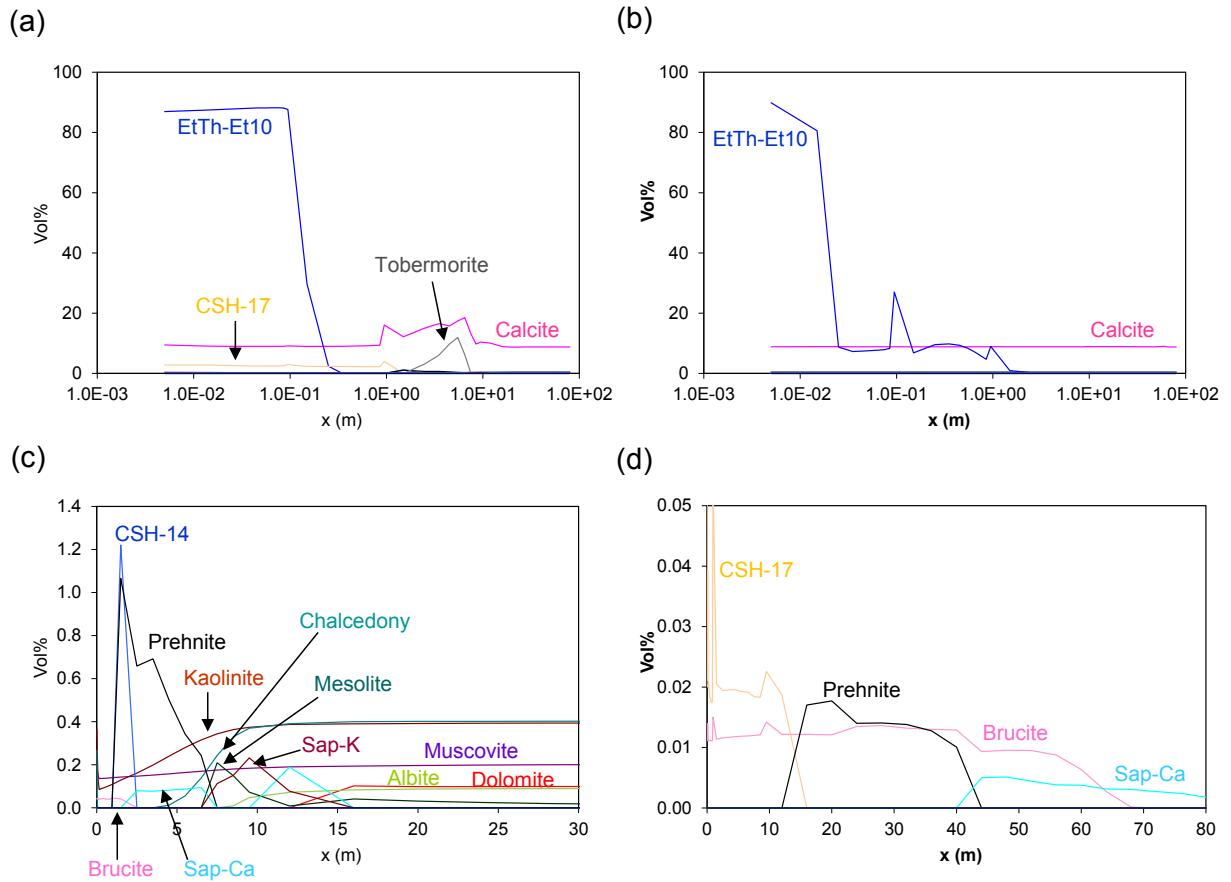 (a)
100
80
60
40
20
0
Vol%
EtTh-Et10
CSH-17
Tobermorite
Calcite
1.0E-03 1.0E-02 1.0E-01 1.0E+00 1.0E+01 1.0E+02
x (m)
(b)
100
80
60
40
20
0
Vol%
EtTh-Et10
Calcite
1.0E-03 1.0E-02 1.0E-01 1.0E+00 1.0E+01 1.0E+02
x (m)
(c)
1.4
1.2
1.0
0.8
0.6
0.4
0.2
0.0
Vol%
CSH-14
Prehnite
Chalcedony
Kaolinite
Mesolite
Sap-K
Muscovite
Albite
Dolomite
0 5 10 15 20 25 30
x (m)
Brucite
Sap-Ca
(d)
0.05
0.04
0.03
0.02
0.01
0.00
Vol%
CSH-17
Prehnite
Brucite
Sap-Ca
0 10 20 30 40 50 60 70 80
x (m)